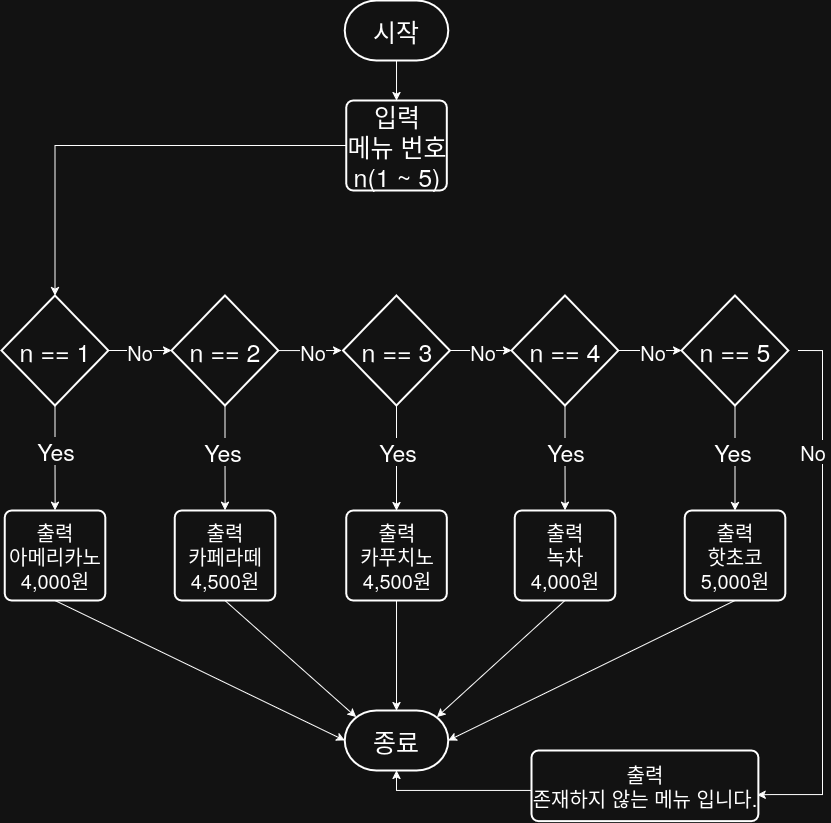 시작
입력
메뉴 번호
n(1 ~ 5)
n == 1
No
n == 2
No
n == 3
No
n == 4
No
n == 5
Yes
Yes
Yes
Yes
Yes
No
출력
아메리카노
4,000원
출력
카페라떼
4,500원
출력
카푸치노
4,500원
출력
녹차
4,000원
출력
핫초코
5,000원
종료
출력
존재하지 않는 메뉴 입니다.